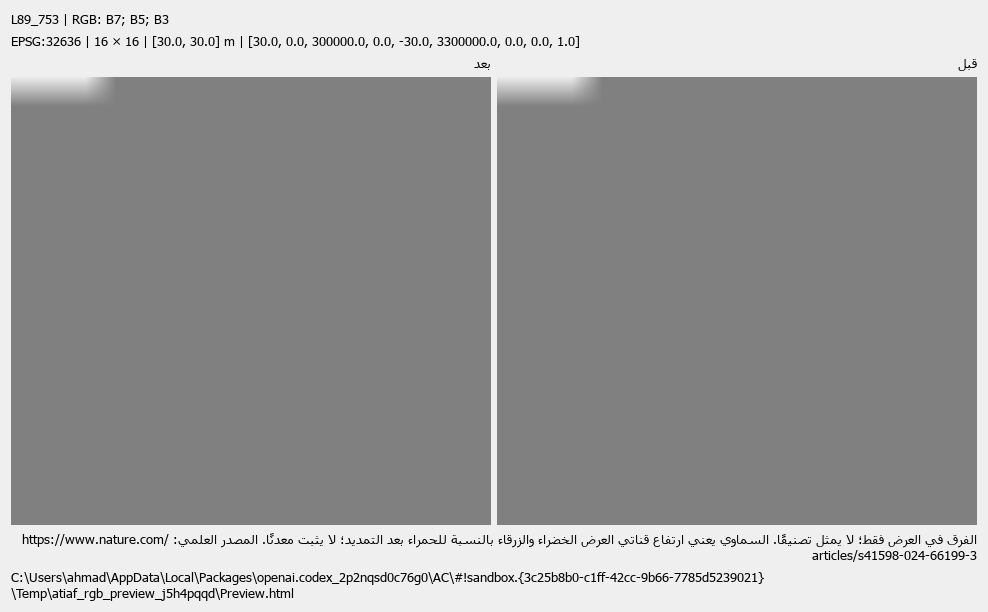 L89_753 | RGB: B7; B5; B3
EPSG:32636 | 16 × 16 | [30.0, 30.0] m | [30.0, 0.0, 300000.0, 0.0, -30.0, 3300000.0, 0.0, 0.0, 1.0]
قبل
بعد
الفرق في العرض فقط؛ لا يمثل تصنيفًا. السماوي يعني ارتفاع قناتي العرض الخضراء والزرقاء بالنسبة للحمراء بعد التمديد؛ لا يثبت معدنًا. المصدر العلمي: https://www.nature.com/
articles/s41598-024-66199-3
C:\Users\ahmad\AppData\Local\Packages\openai.codex_2p2nqsd0c76g0\AC\#!sandbox.{3c25b8b0-c1ff-42cc-9b66-7785d5239021}
\Temp\atiaf_rgb_preview_j5h4pqqd\Preview.html